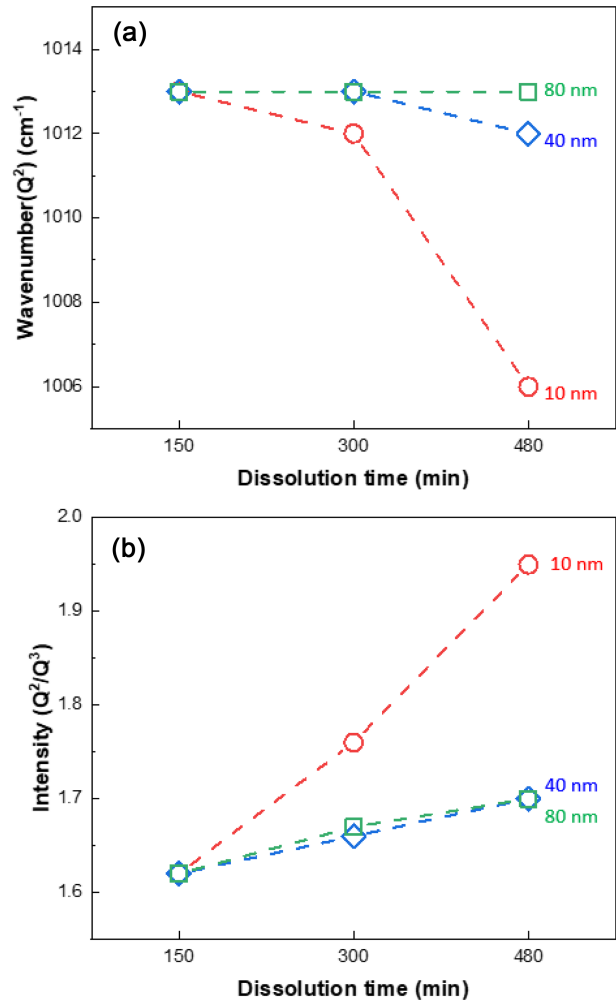 (a)
1014
1012
1010
1008
1006
Wavenumber(Q²) (cm⁻¹)
80 nm
40 nm
10 nm
150 300 480
Dissolution time (min)
(b)
2.0
1.9
1.8
1.7
1.6
Intensity (Q²/Q³)
10 nm
40 nm
80 nm
150 300 480
Dissolution time (min)